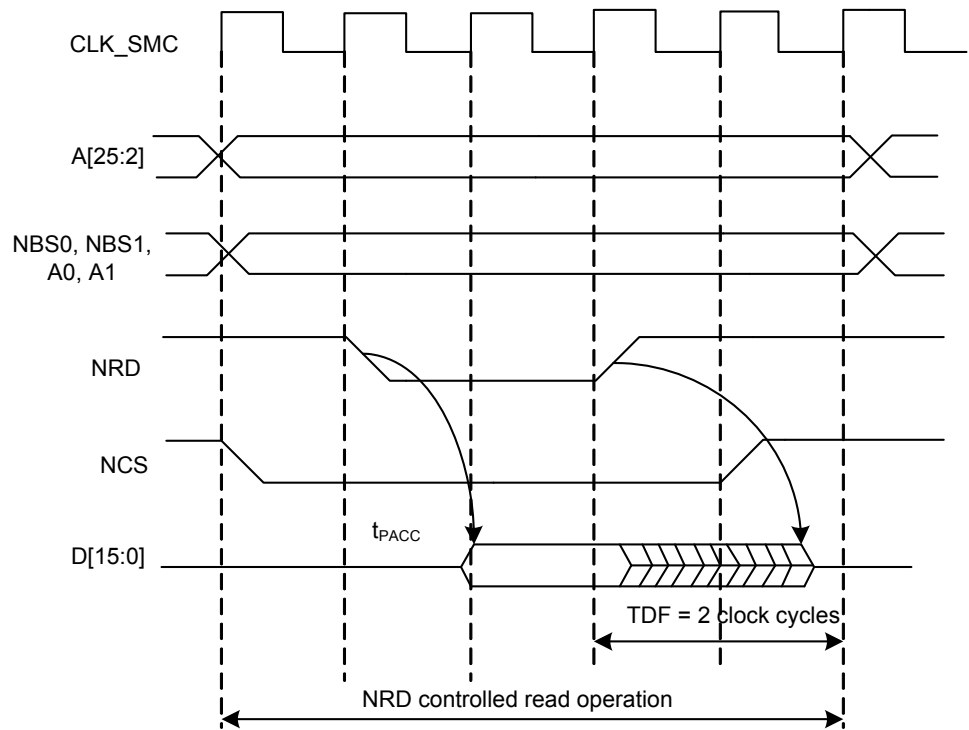 CLK_SMC
A[25:2]
NBS0, NBS1,
A0, A1
NRD
NCS
tPACC
D[15:0]
TDF = 2 clock cycles
NRD controlled read operation